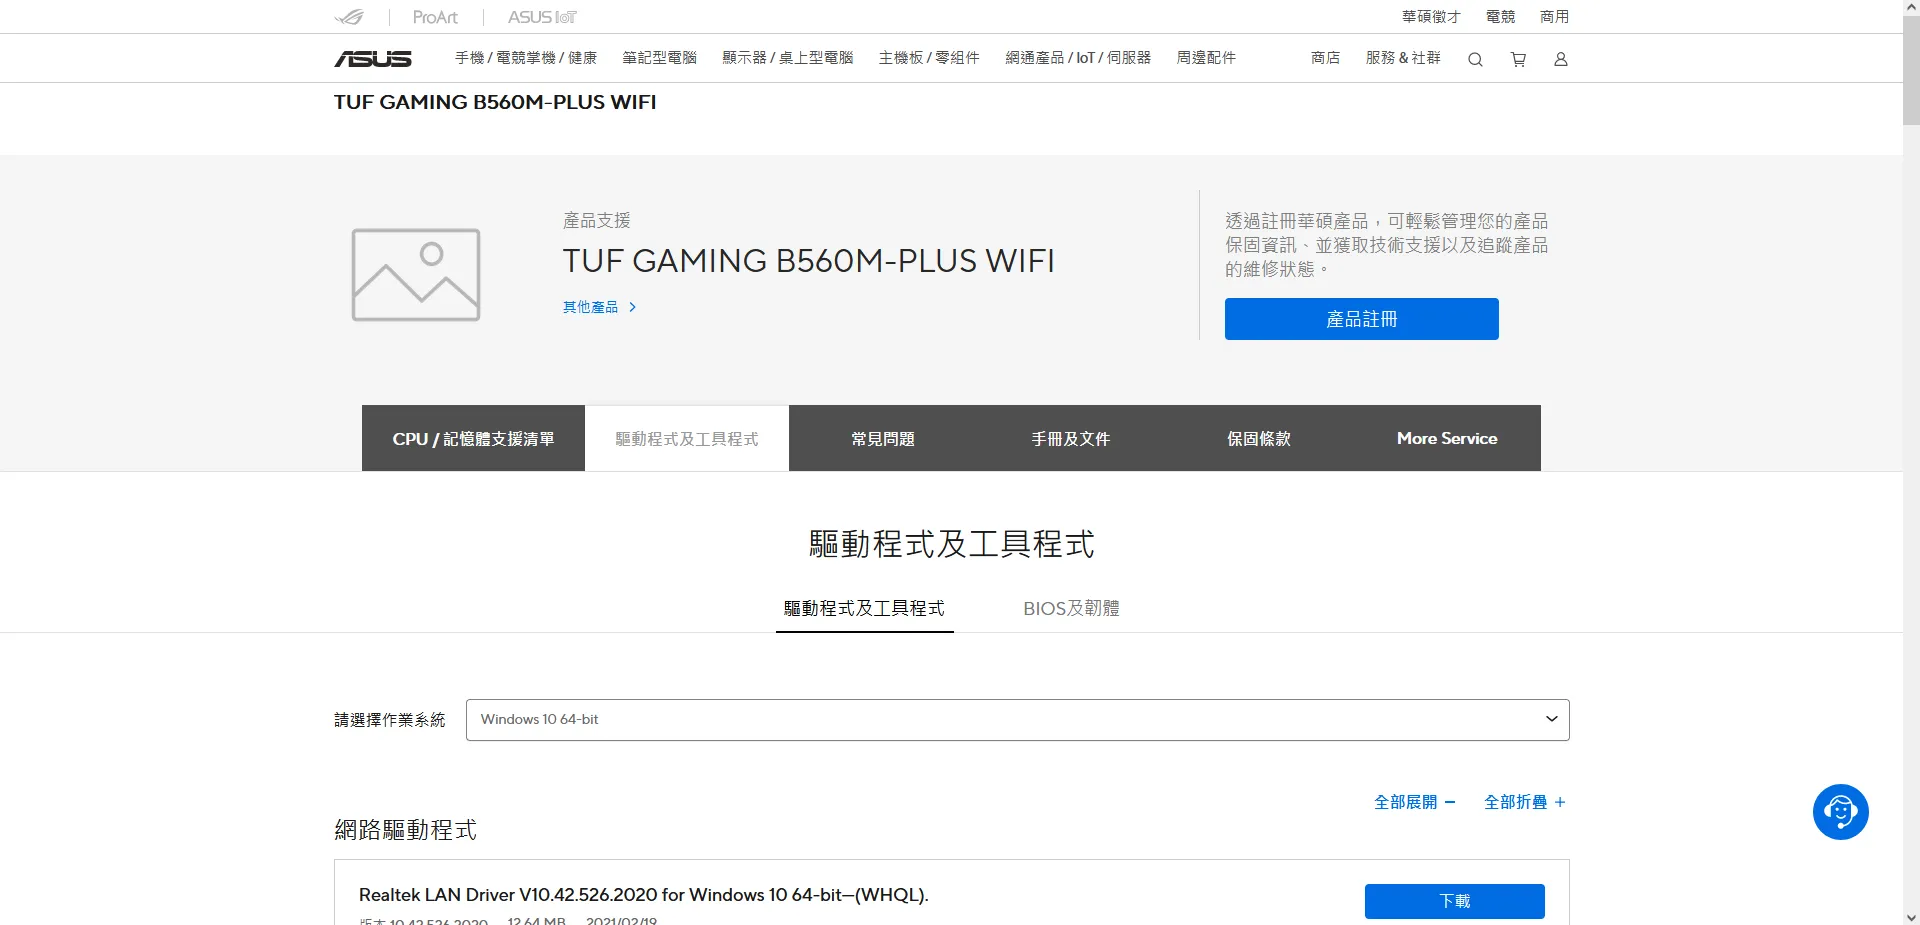 ProArt
ASUS IoT
華碩徵才
電競
商用
ASUS
手機 / 電競掌機 / 健康
筆記型電腦
顯示器 / 桌上型電腦
主機板 / 零組件
網通產品 / IoT / 伺服器
周邊配件
商店
服務 & 社群
TUF GAMING B560M-PLUS WIFI
產品支援
TUF GAMING B560M-PLUS WIFI
其他產品
透過註冊華碩產品，可輕鬆管理您的產品
保固資訊、並獲取技術支援以及追蹤產品
的維修狀態。
產品註冊
CPU / 記憶體支援清單
驅動程式及工具程式
常見問題
手冊及文件
保固條款
More Service
驅動程式及工具程式
驅動程式及工具程式
BIOS及韌體
請選擇作業系統
Windows 10 64-bit
全部展開
全部折疊
網路驅動程式
Realtek LAN Driver V10.42.526.2020 for Windows 10 64-bit—(WHQL).
下載
版本 10.42.526.2020 12.64 MB 2021/02/19